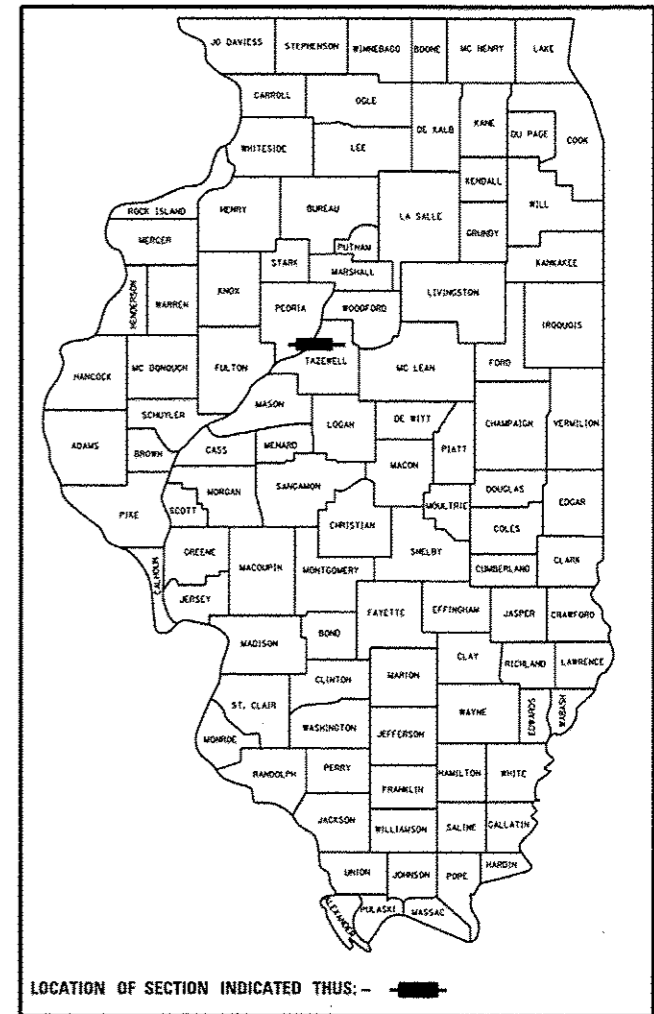 JO DAVIESS STEPHENSON WINNEBAGO BOONE MC HENRY LAKE
CARROLL OGLE DE KALB KANE DU PAGE COOK
WHITESIDE LEE
KENDALL WILL
ROCK ISLAND HENRY BUREAU LA SALLE GRUNDY
MERCER PUTNAM KANKAKEE
STARK MARSHALL
HENDERSON WARREN KNOX PEORIA WOODFORD LIVINGSTON IROQUOIS
HANCOCK MC DONOUGH FULTON TAZEWELL MC LEAN FORD
MASON
SCHUYLER LOGAN DE WITT CHAMPAIGN VERMILION
ADAMS BROWN CASS MENARD PIATT
MACON
MORGAN SANGAMON DOUGLAS EDGAR
PIKE SCOTT CHRISTIAN MOULTRIE COLES
GREENE SHELBY CLARK
CALHOUN MACOUPIN MONTGOMERY CUMBERLAND
JERSEY
FAYETTE EFFINGHAM JASPER CRAWFORD
MADISON BOND
CLAY RICHLAND LAWRENCE
CLINTON MARION
ST. CLAIR WAYNE EDWARDS WABASH
MONROE WASHINGTON JEFFERSON
RANDOLPH PERRY HAMILTON WHITE
FRANKLIN
JACKSON WILLIAMSON SALINE GALLATIN
UNION JOHNSON POPE HARDIN
ALEXANDER PULASKI MASSAC
LOCATION OF SECTION INDICATED THUS: -